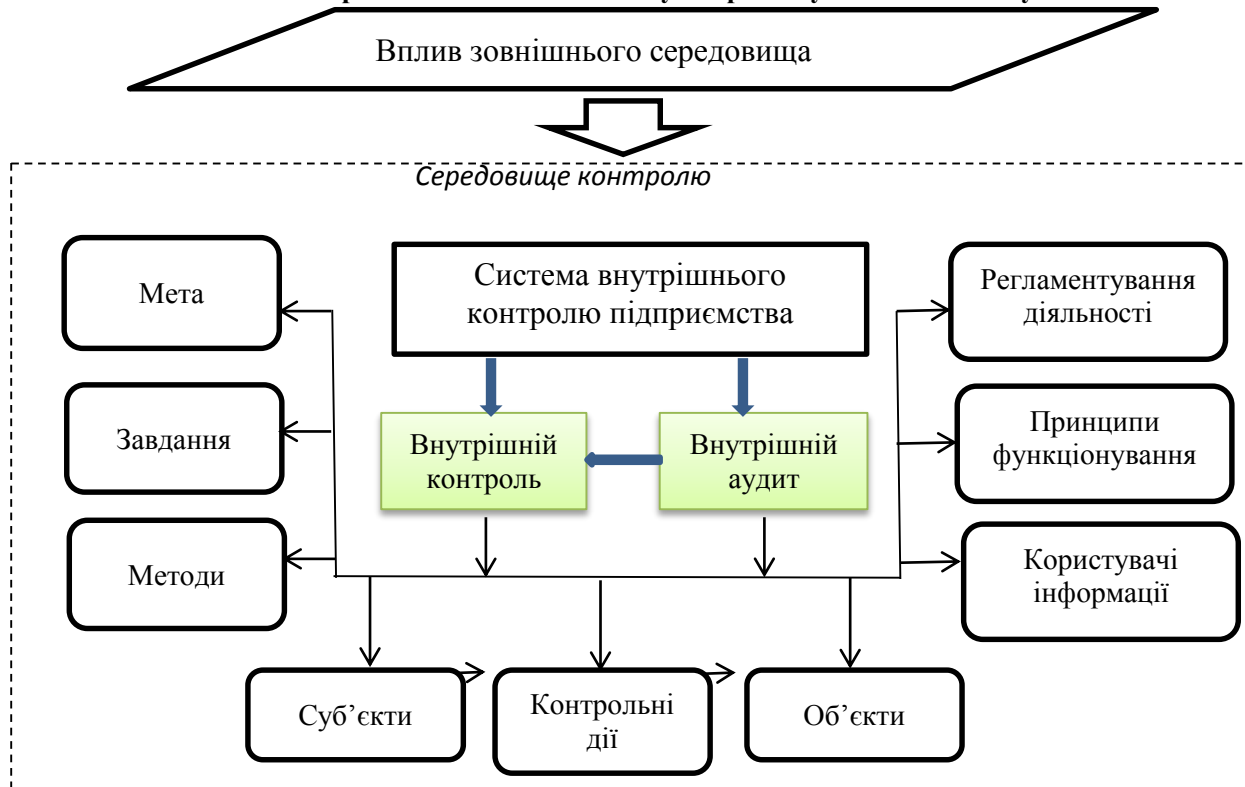 Вплив зовнішнього середовища
Середовище контролю
Мета
Система внутрішнього
контролю підприємства
Регламентування
діяльності
Завдання
Внутрішній
контроль
Внутрішній
аудит
Принципи
функціонування
Методи
Користувачі
інформації
Суб’єкти
Контрольні
дії
Об’єкти